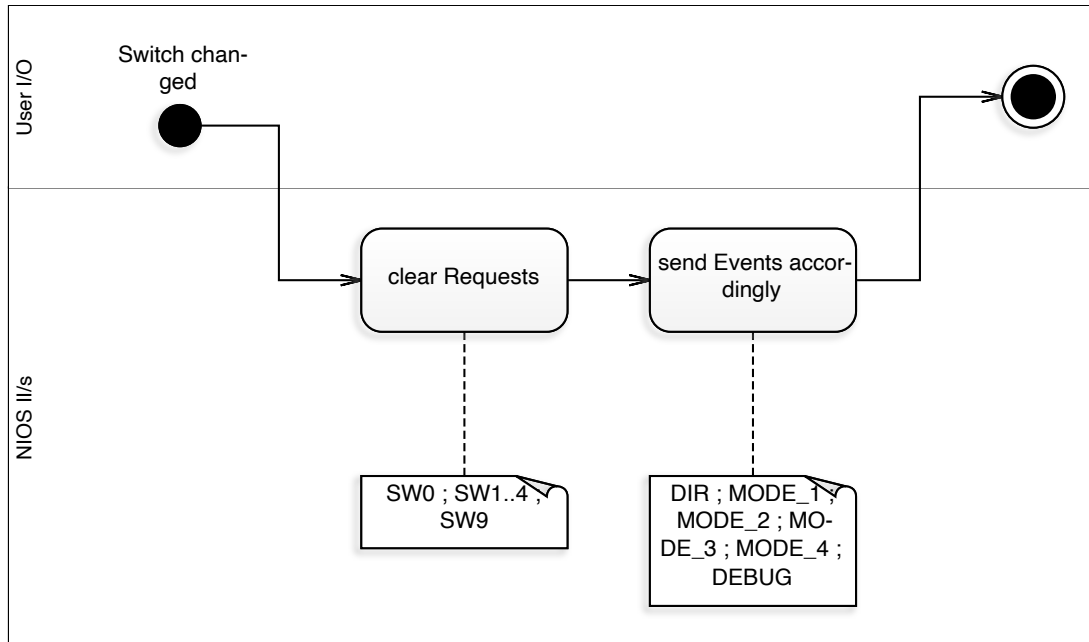 User I/O
Switch chan-
ged
NIOS II/s
clear Requests
send Events accor-
dingly
SW0 ; SW1..4 ;
SW9
DIR ; MODE_1 ;
MODE_2 ; MO-
DE_3 ; MODE_4 ;
DEBUG